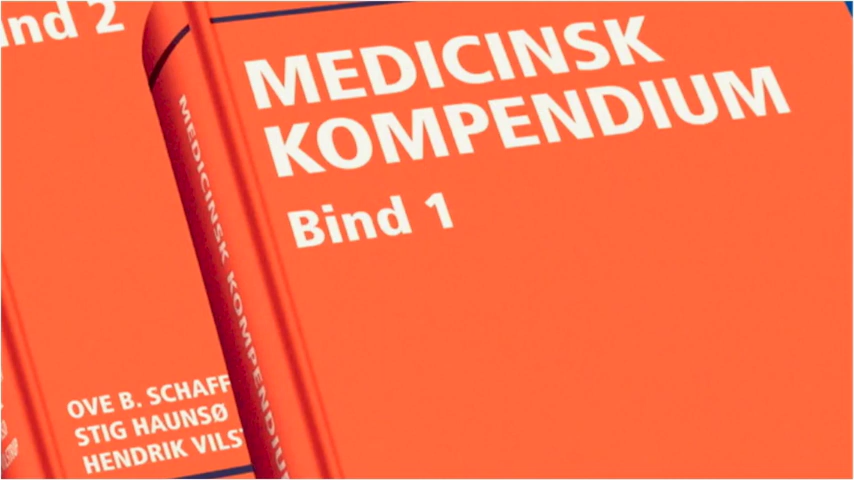 ind 2
MEDICINSK
KOMPENDIUM
Bind 1
MEDICINSK KOMPENDIUM
OVE B. SCHAFF
STIG HAUNSØ
HENDRIK VILST